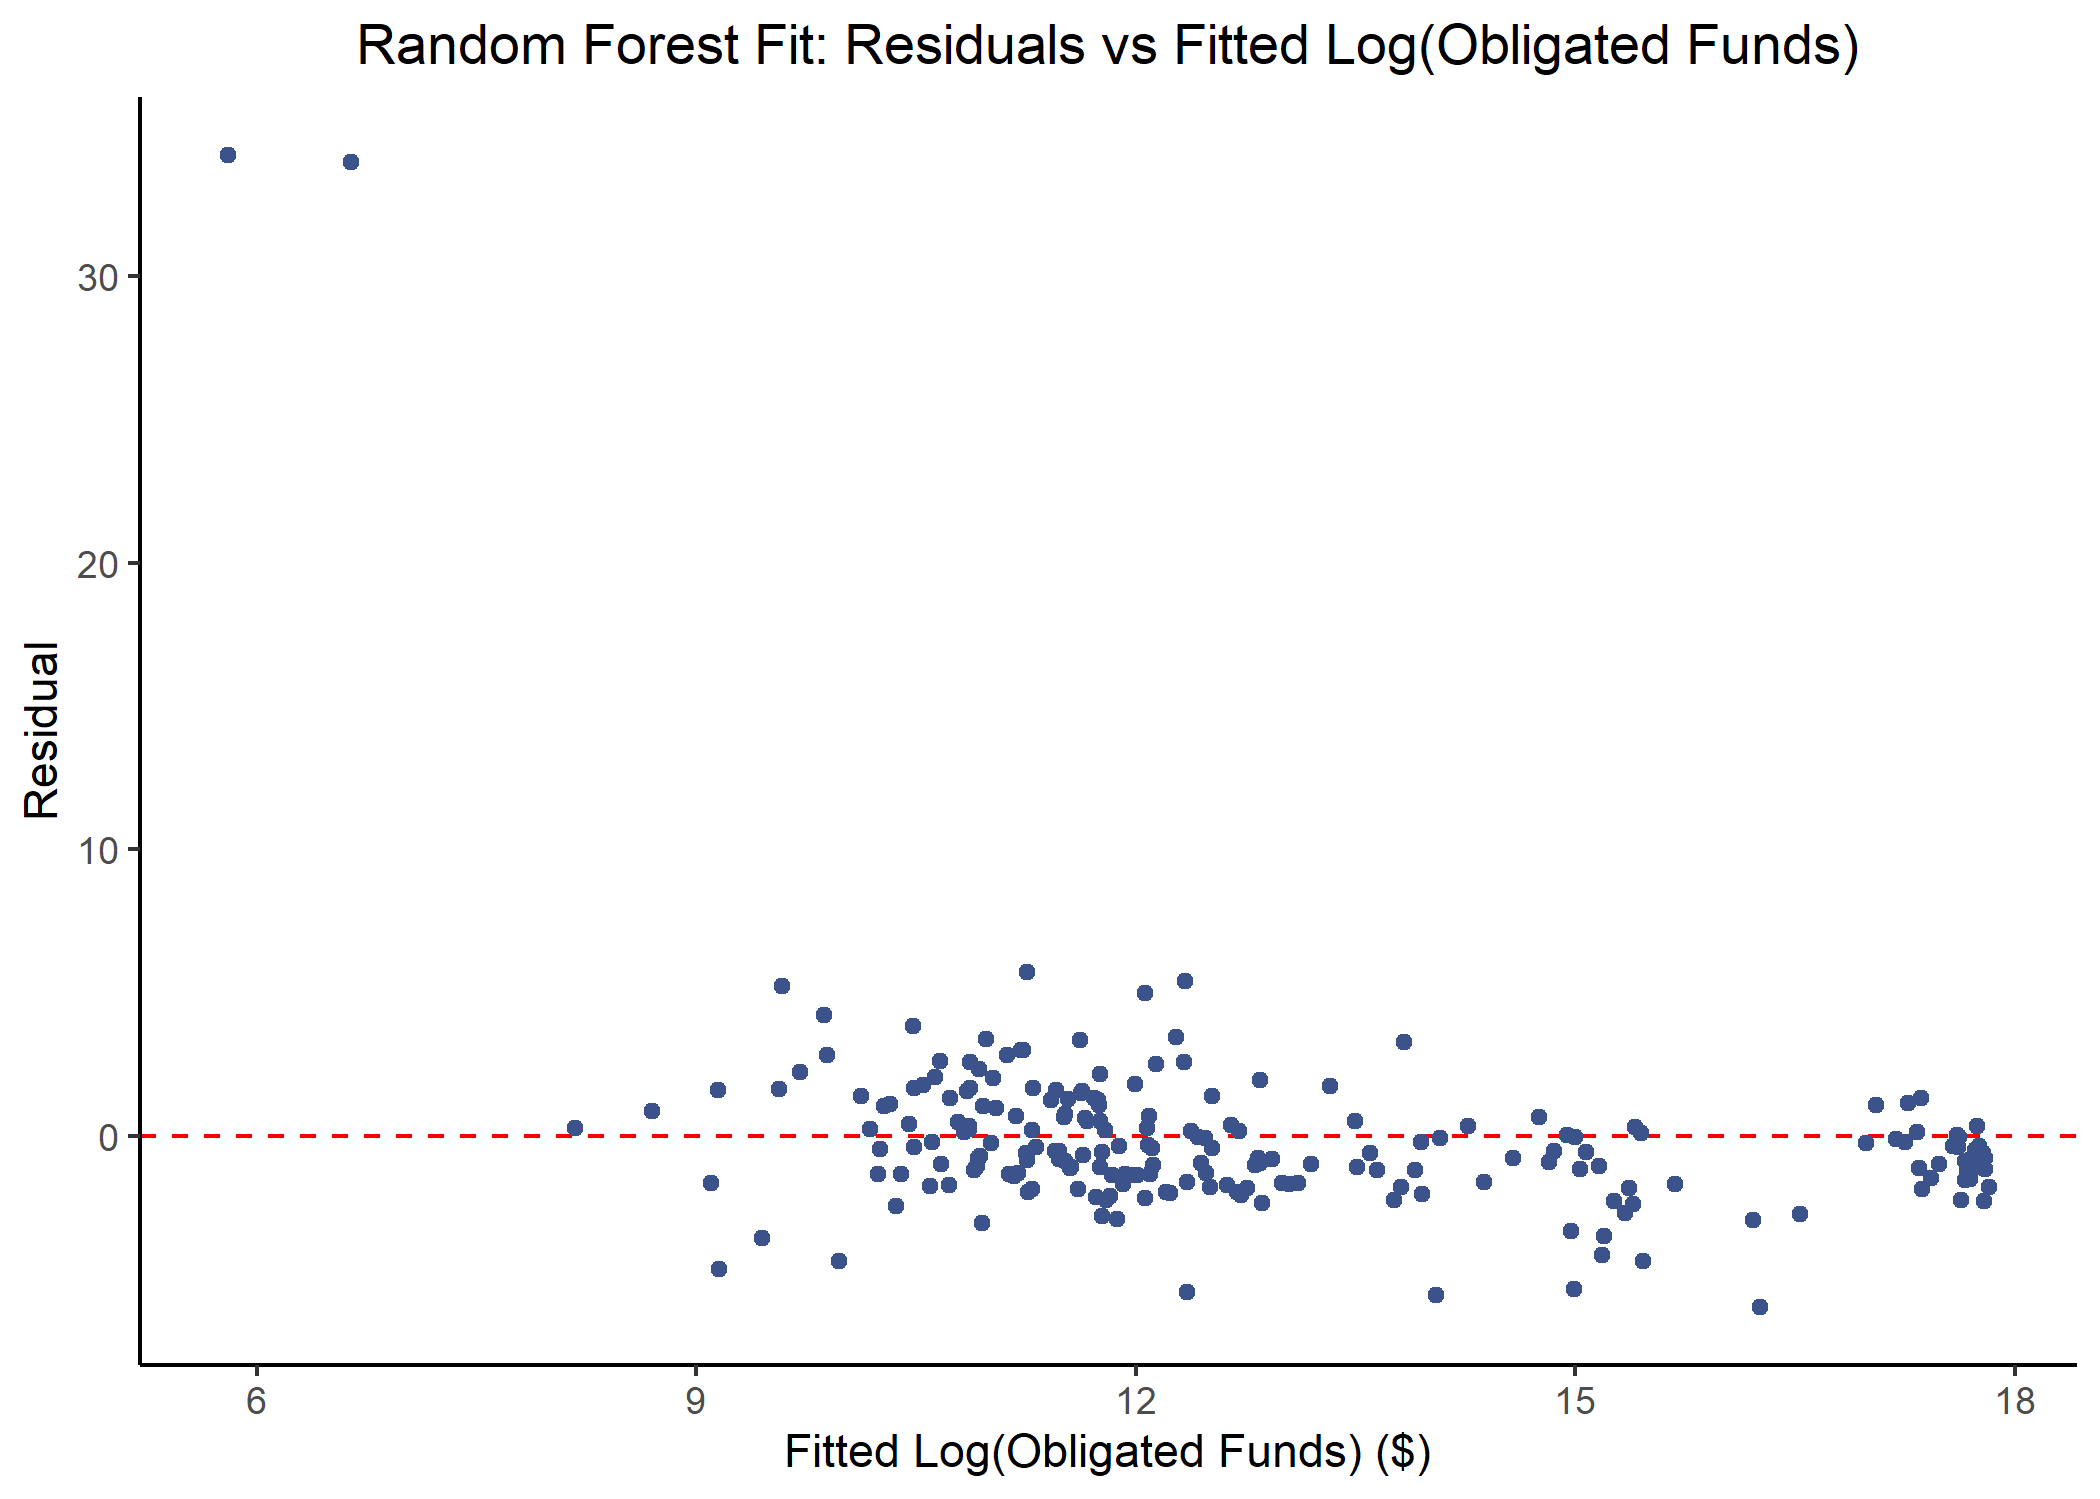 Random Forest Fit: Residuals vs Fitted Log(Obligated Funds)
Residual
30
20
10
0
6 9 12 15 18
Fitted Log(Obligated Funds) ($)